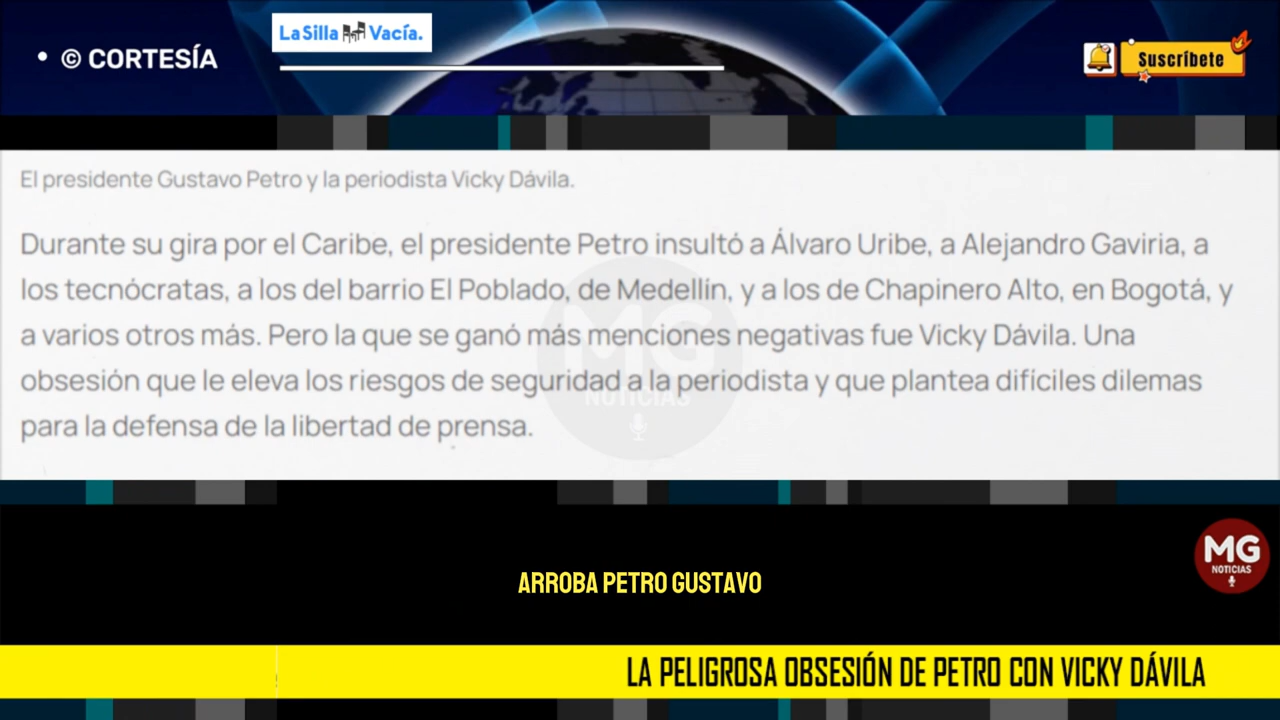 • © CORTESÍA
La Silla Vacía.
Suscríbete
El presidente Gustavo Petro y la periodista Vicky Dávila.
Durante su gira por el Caribe, el presidente Petro insultó a Álvaro Uribe, a Alejandro Gaviria, a
los tecnócratas, a los del barrio El Poblado, de Medellín, y a los de Chapinero Alto, en Bogotá, y
a varios otros más. Pero la que se ganó más menciones negativas fue Vicky Dávila. Una
obsesión que le eleva los riesgos de seguridad a la periodista y que plantea difíciles dilemas
para la defensa de la libertad de prensa.
MG
NOTICIAS
ARROBA PETRO GUSTAVO
MG
NOTICIAS
LA PELIGROSA OBSESIÓN DE PETRO CON VICKY DÁVILA